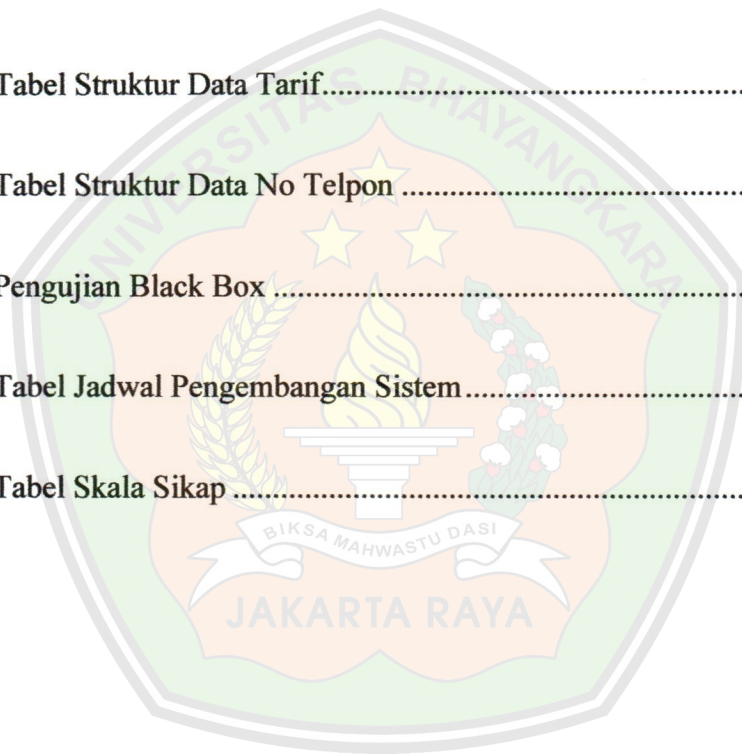 Tabel Struktur Data Tarif..........................................................
Tabel Struktur Data No Telpon ..............................................
Pengujian Black Box ................................................................
Tabel Jadwal Pengembangan Sistem.....................................
Tabel Skala Sikap .....................................................................
UNIVERSITAS BHAYANGKARA
BIKSA MAHWASTU DASI
JAKARTA RAYA